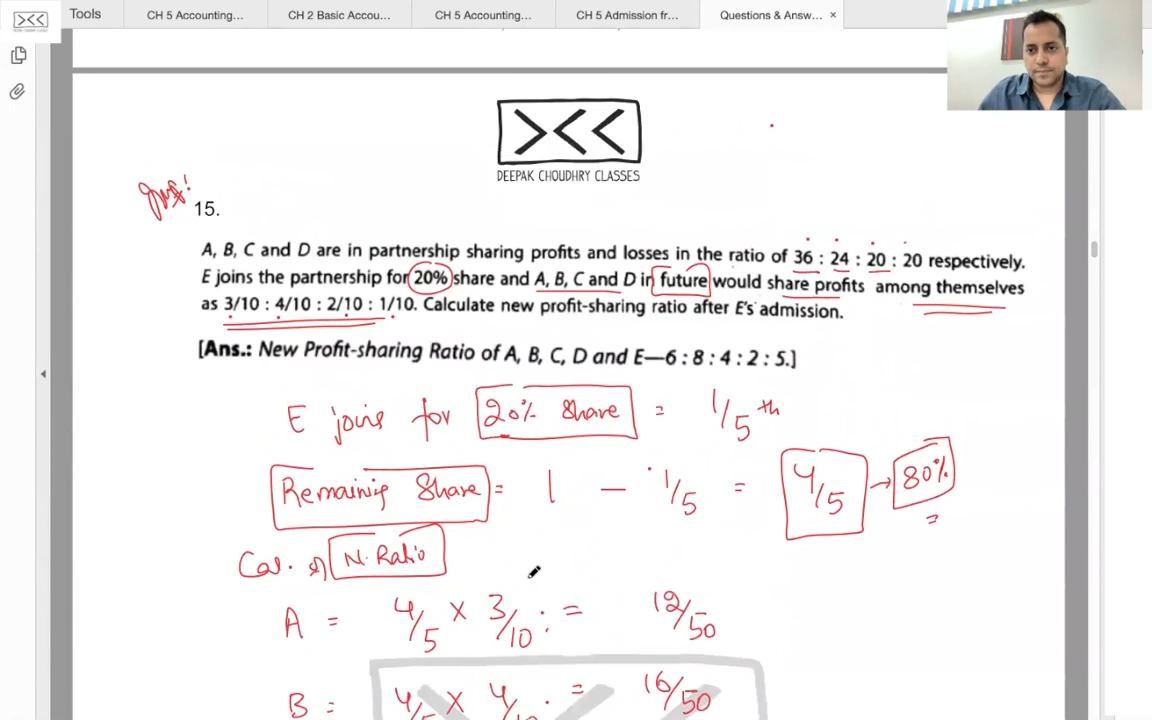 Tools
CH 5 Accounting...
CH 2 Basic Accou...
CH 5 Accounting...
CH 5 Admission fr...
Questions & Answ... ×
DEEPAK CHOUDHRY CLASSES
15.
A, B, C and D are in partnership sharing profits and losses in the ratio of 36 : 24 : 20 : 20 respectively.
E joins the partnership for 20% share and A, B, C and D in future would share profits among themselves
as 3/10 : 4/10 : 2/10 : 1/10. Calculate new profit-sharing ratio after E's admission.
[Ans.: New Profit-sharing Ratio of A, B, C, D and E—6 : 8 : 4 : 2 : 5.]
E joins for 20% Share = 1/5 th
Remaining Share = 1 - 1/5 = 4/5 → 80%
Cal. of N. Ratio
A = 4/5 × 3/10 = 12/50
B = 4/5 × 4/10 = 16/50